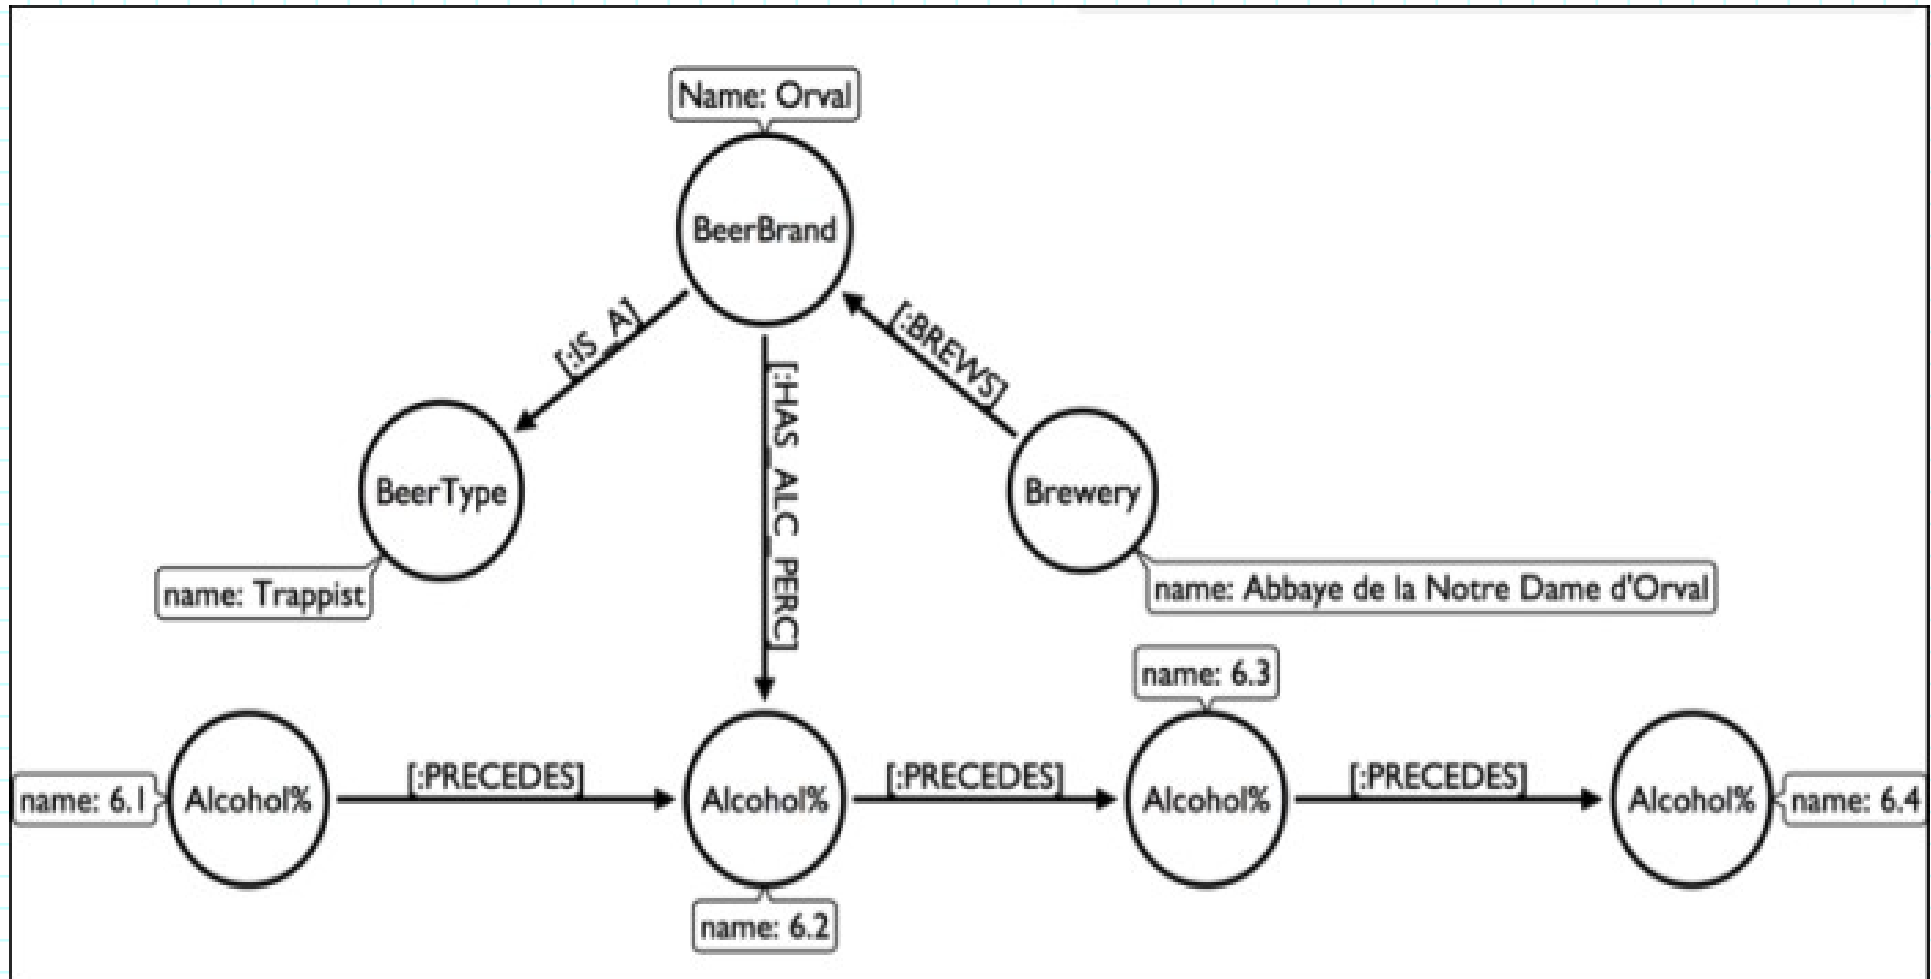 Name: Orval
BeerBrand
[:IS_A]
[:BREWS]
[:HAS_ALC_PERC]
BeerType
Brewery
name: Trappist
name: Abbaye de la Notre Dame d'Orval
name: 6.3
[:PRECEDES]
[:PRECEDES]
[:PRECEDES]
name: 6.1
Alcohol%
Alcohol%
Alcohol%
Alcohol%
name: 6.4
name: 6.2